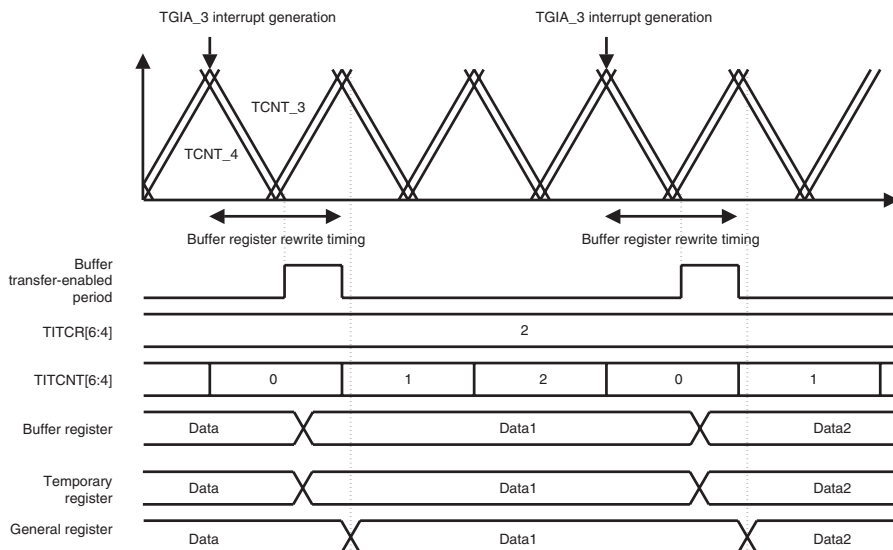 TGIA_3 interrupt generation
TGIA_3 interrupt generation
TCNT_3
TCNT_4
Buffer register rewrite timing
Buffer register rewrite timing
Buffer
transfer-enabled
period
TITCR[6:4]
2
TITCNT[6:4]
0
1
2
0
1
Buffer register
Data
Data1
Data2
Temporary
register
Data
Data1
Data2
General register
Data
Data1
Data2